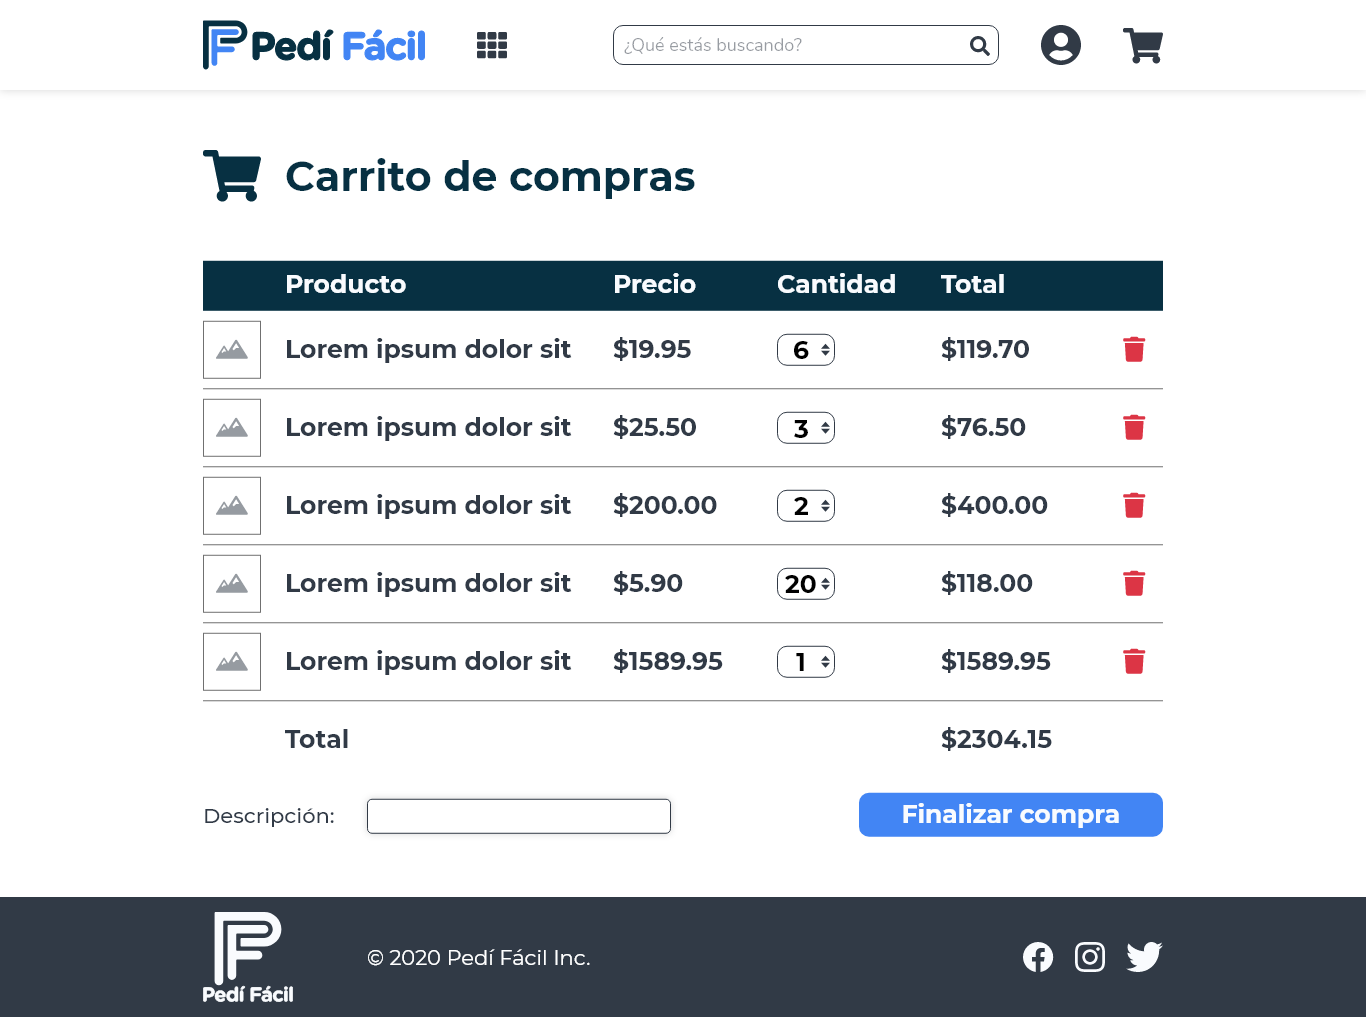 Pedí Fácil
¿Qué estás buscando?
Carrito de compras
Producto Precio Cantidad Total
Lorem ipsum dolor sit $19.95 6 $119.70
Lorem ipsum dolor sit $25.50 3 $76.50
Lorem ipsum dolor sit $200.00 2 $400.00
Lorem ipsum dolor sit $5.90 20 $118.00
Lorem ipsum dolor sit $1589.95 1 $1589.95
Total $2304.15
Descripción: Finalizar compra
© 2020 Pedí Fácil Inc.
Pedí Fácil